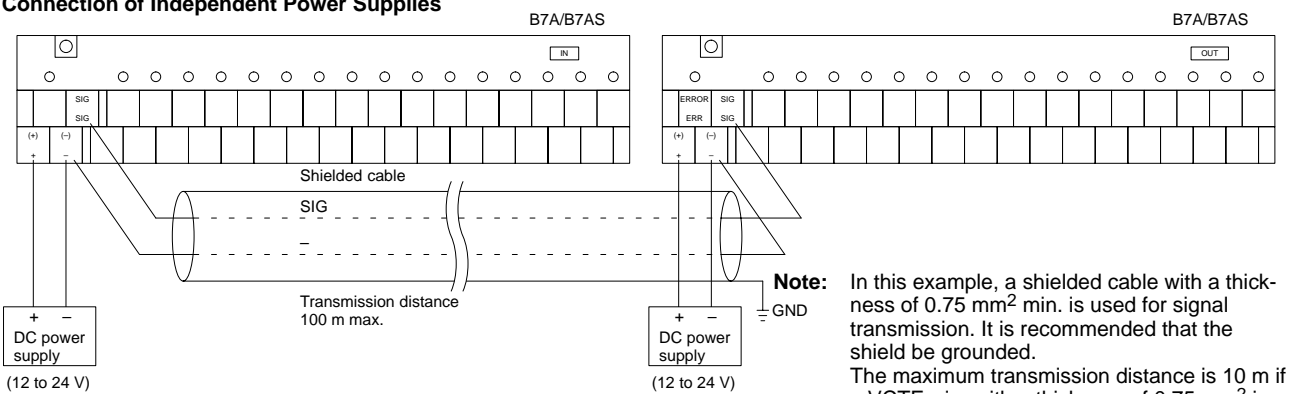 Connection of Independent Power Supplies
B7A/B7AS
B7A/B7AS
IN
OUT
SIG
SIG
(+)
(–)
+
–
ERROR
SIG
ERR
SIG
(+)
(–)
+
–
Shielded cable
SIG
–
Transmission distance
100 m max.
GND
+ –
DC power
supply
(12 to 24 V)
+ –
DC power
supply
(12 to 24 V)
Note: In this example, a shielded cable with a thick-
ness of 0.75 mm2 min. is used for signal
transmission. It is recommended that the
shield be grounded.
The maximum transmission distance is 10 m if